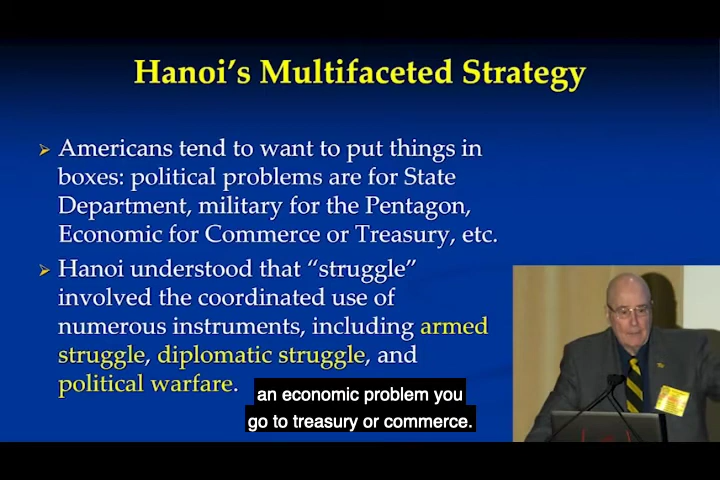 Hanoi’s Multifaceted Strategy
Americans tend to want to put things in
boxes: political problems are for State
Department, military for the Pentagon,
Economic for Commerce or Treasury, etc.
Hanoi understood that “struggle”
involved the coordinated use of
numerous instruments, including armed
struggle, diplomatic struggle, and
political warfare.
an economic problem you
go to treasury or commerce.